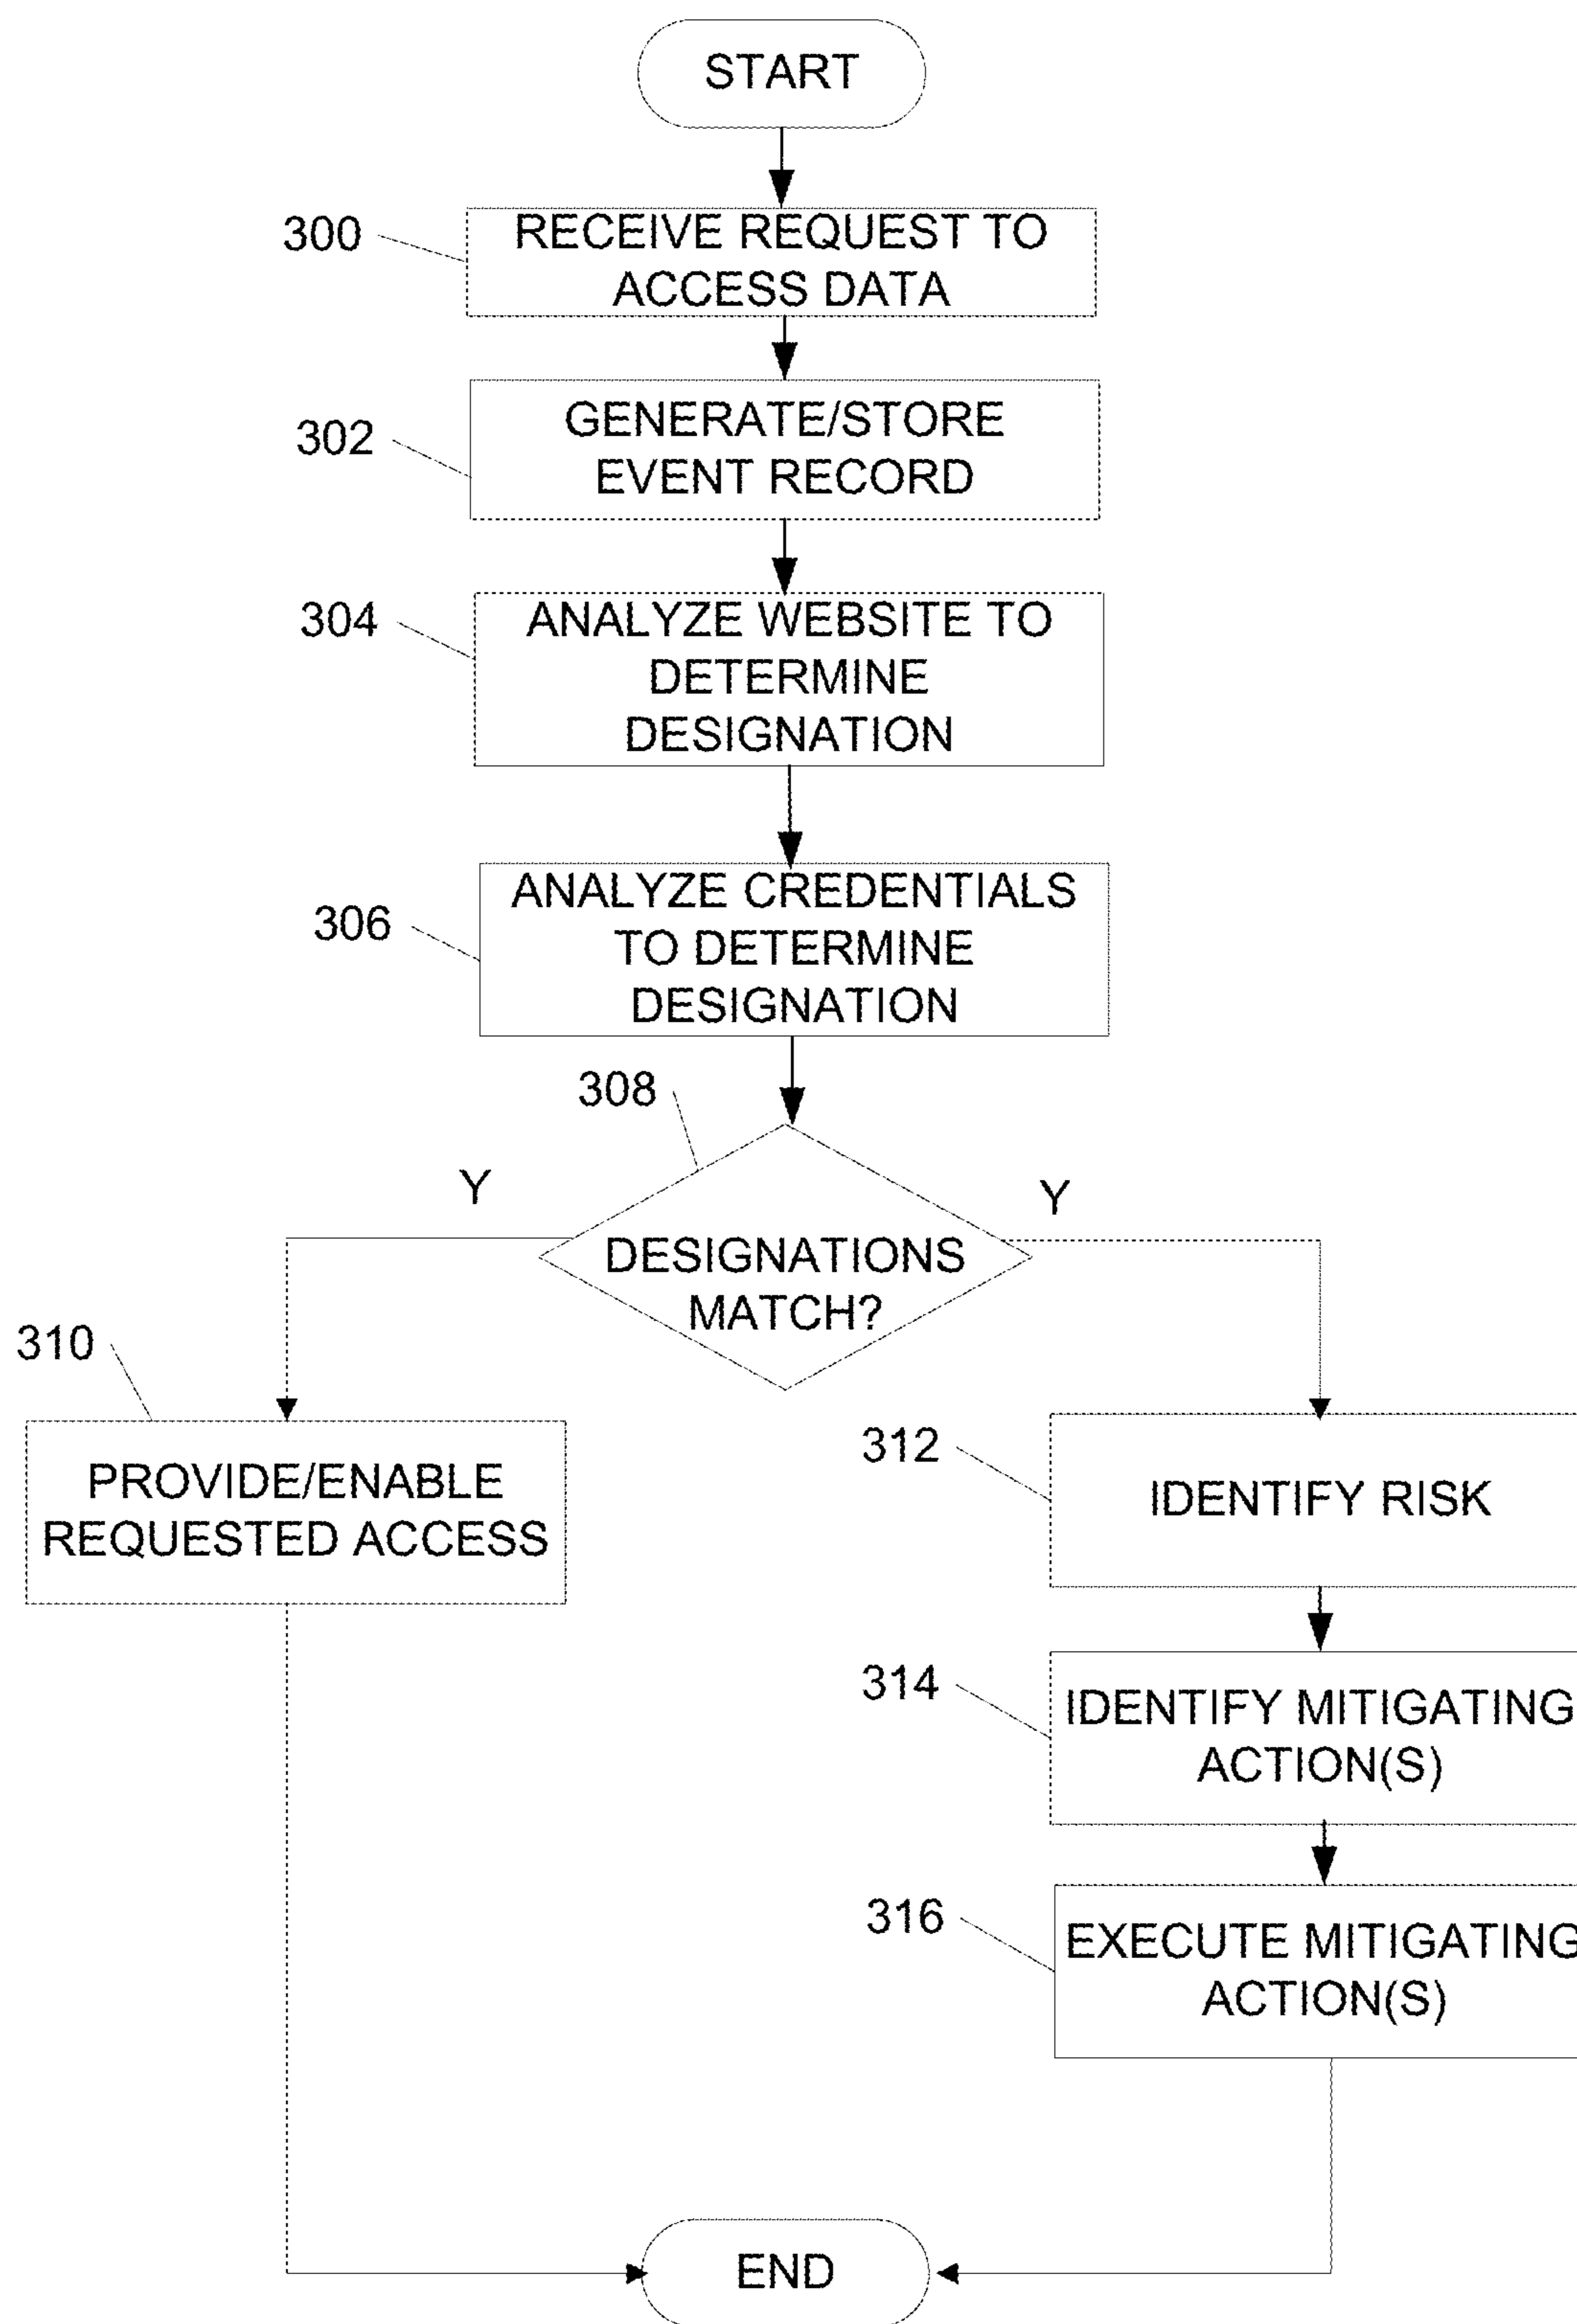 START
300
RECEIVE REQUEST TO
ACCESS DATA
302
GENERATE/STORE
EVENT RECORD
304
ANALYZE WEBSITE TO
DETERMINE
DESIGNATION
306
ANALYZE CREDENTIALS
TO DETERMINE
DESIGNATION
308
Y
Y
DESIGNATIONS
MATCH?
310
PROVIDE/ENABLE
REQUESTED ACCESS
312
IDENTIFY RISK
314
IDENTIFY MITIGATING
ACTION(S)
316
EXECUTE MITIGATING
ACTION(S)
END